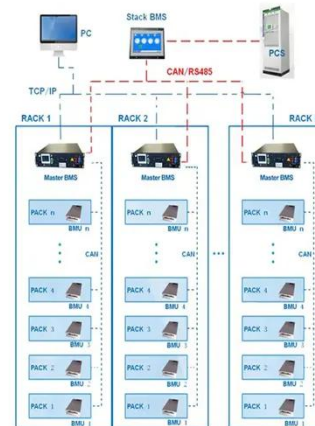 Stack BMS
PC
PCS
CAN/RS485
TCP/IP
RACK 1
RACK 2
RACK
Master BMS
Master BMS
Master BMS
PACK n
BMU n
PACK n
BMU n
PACK n
BMU n
CAN
CAN
CAN
PACK 4
BMU 4
PACK 4
BMU 4
PACK 4
BMU 4
PACK 3
BMU 3
PACK 3
BMU 3
PACK 3
BMU 3
PACK 2
BMU 2
PACK 2
BMU 2
PACK 2
BMU 2
PACK 1
BMU 1
PACK 1
BMU 1
PACK 1
BMU 1